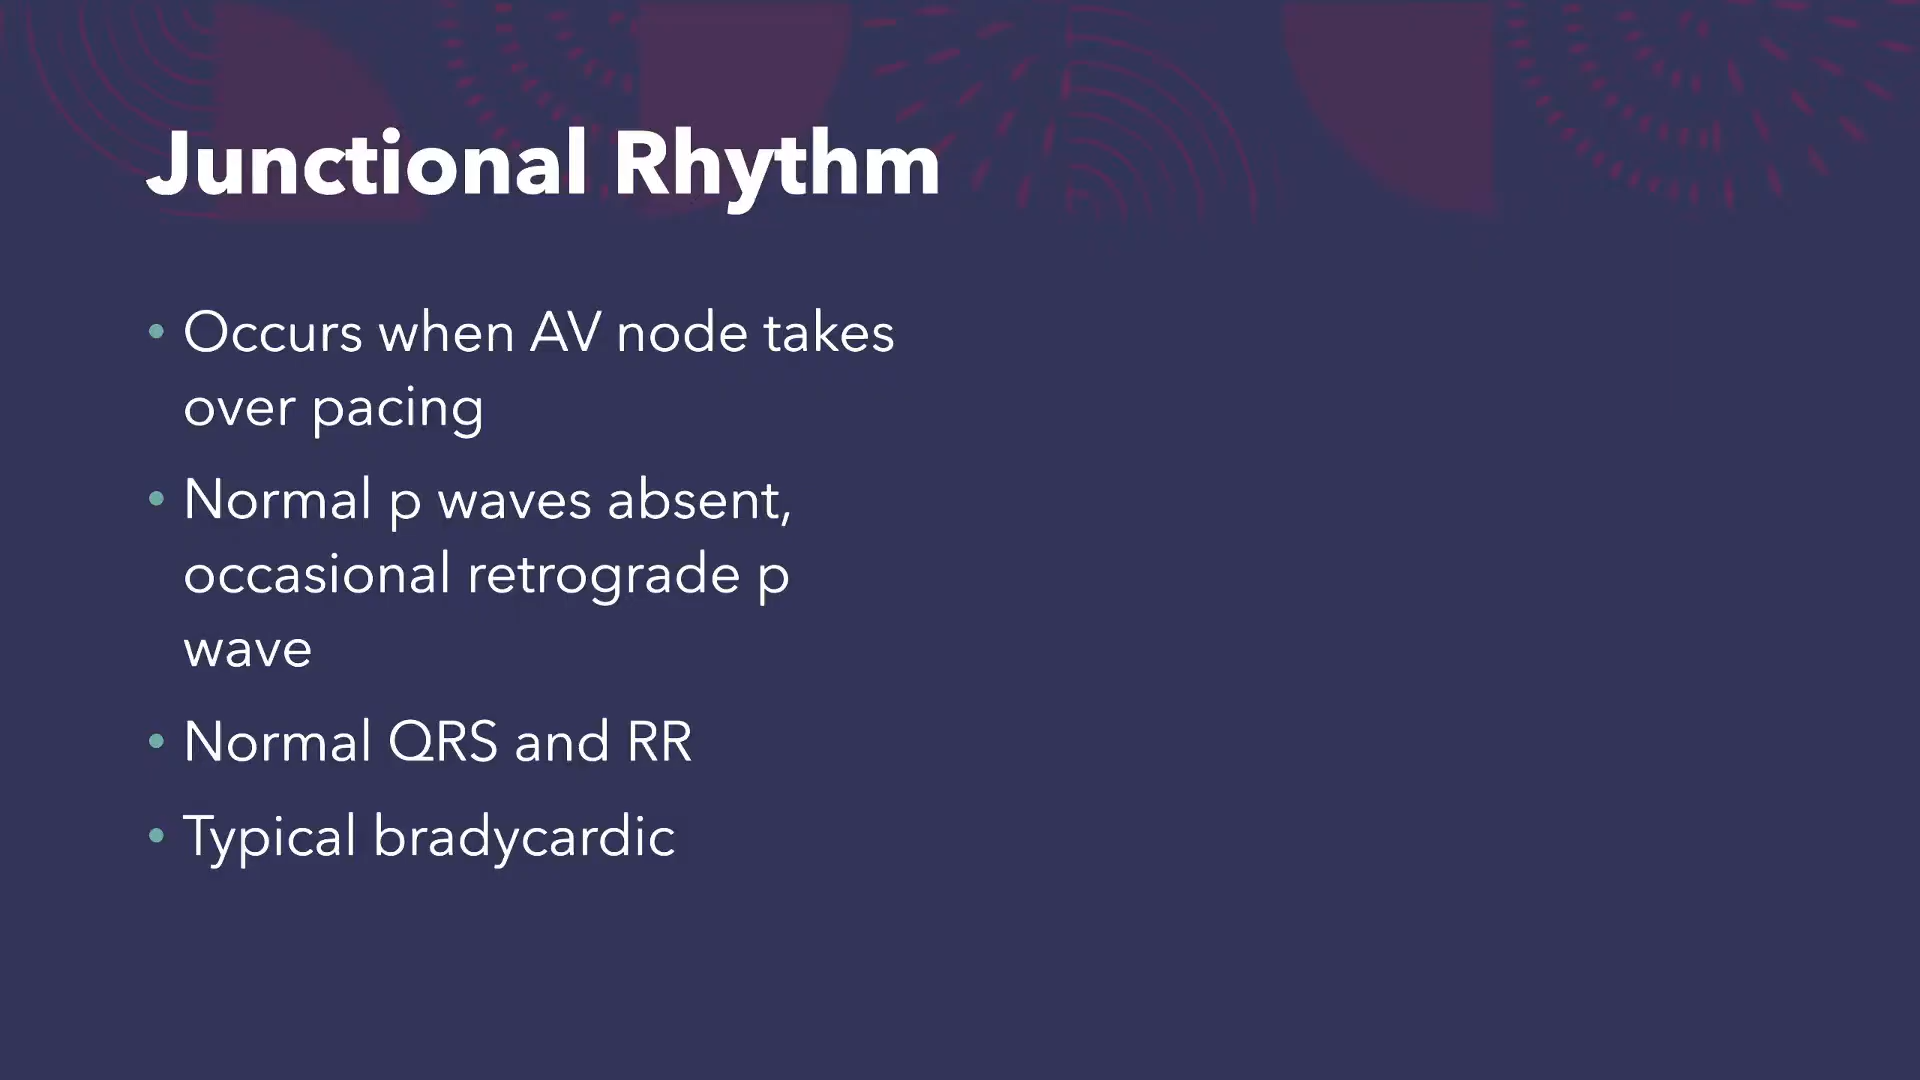 Junctional Rhythm
• Occurs when AV node takes
over pacing
• Normal p waves absent,
occasional retrograde p
wave
• Normal QRS and RR
• Typical bradycardic